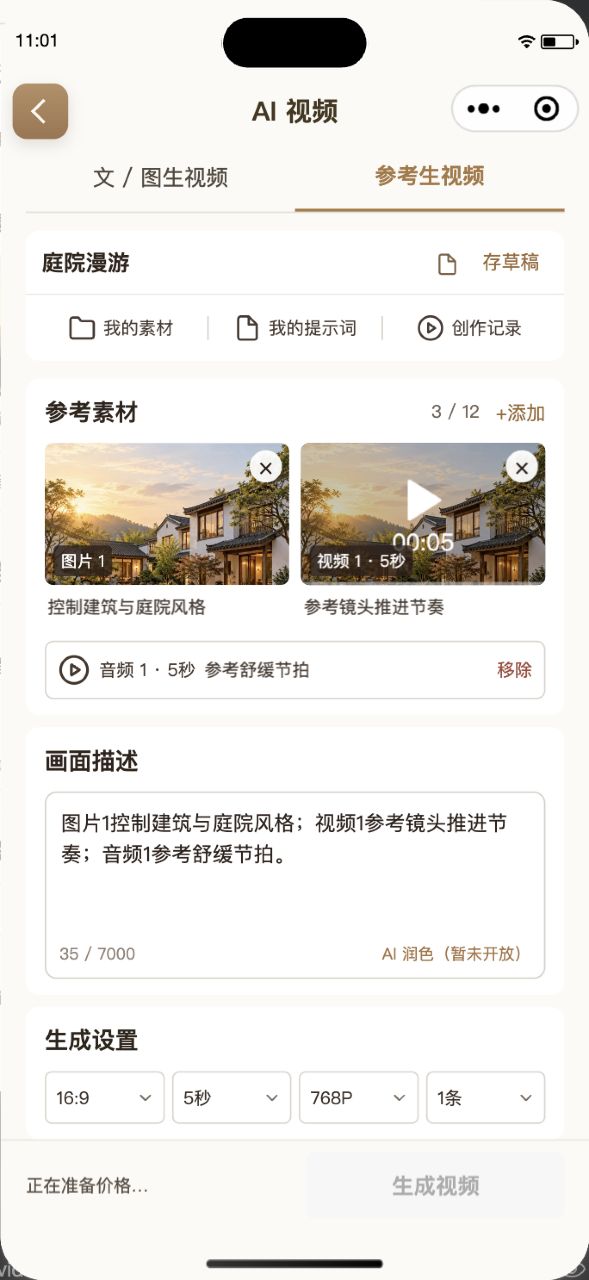 11:01
AI 视频
文 / 图生视频
参考生视频
庭院漫游
存草稿
我的素材
我的提示词
创作记录
参考素材
3 / 12
+添加
图片 1
00:05
视频 1 · 5秒
控制建筑与庭院风格
参考镜头推进节奏
音频 1 · 5秒 参考舒缓节拍
移除
画面描述
图片1控制建筑与庭院风格；视频1参考镜头推进节
奏；音频1参考舒缓节拍。
35 / 7000
AI 润色（暂未开放）
生成设置
16:9
5秒
768P
1条
正在准备价格...
生成视频